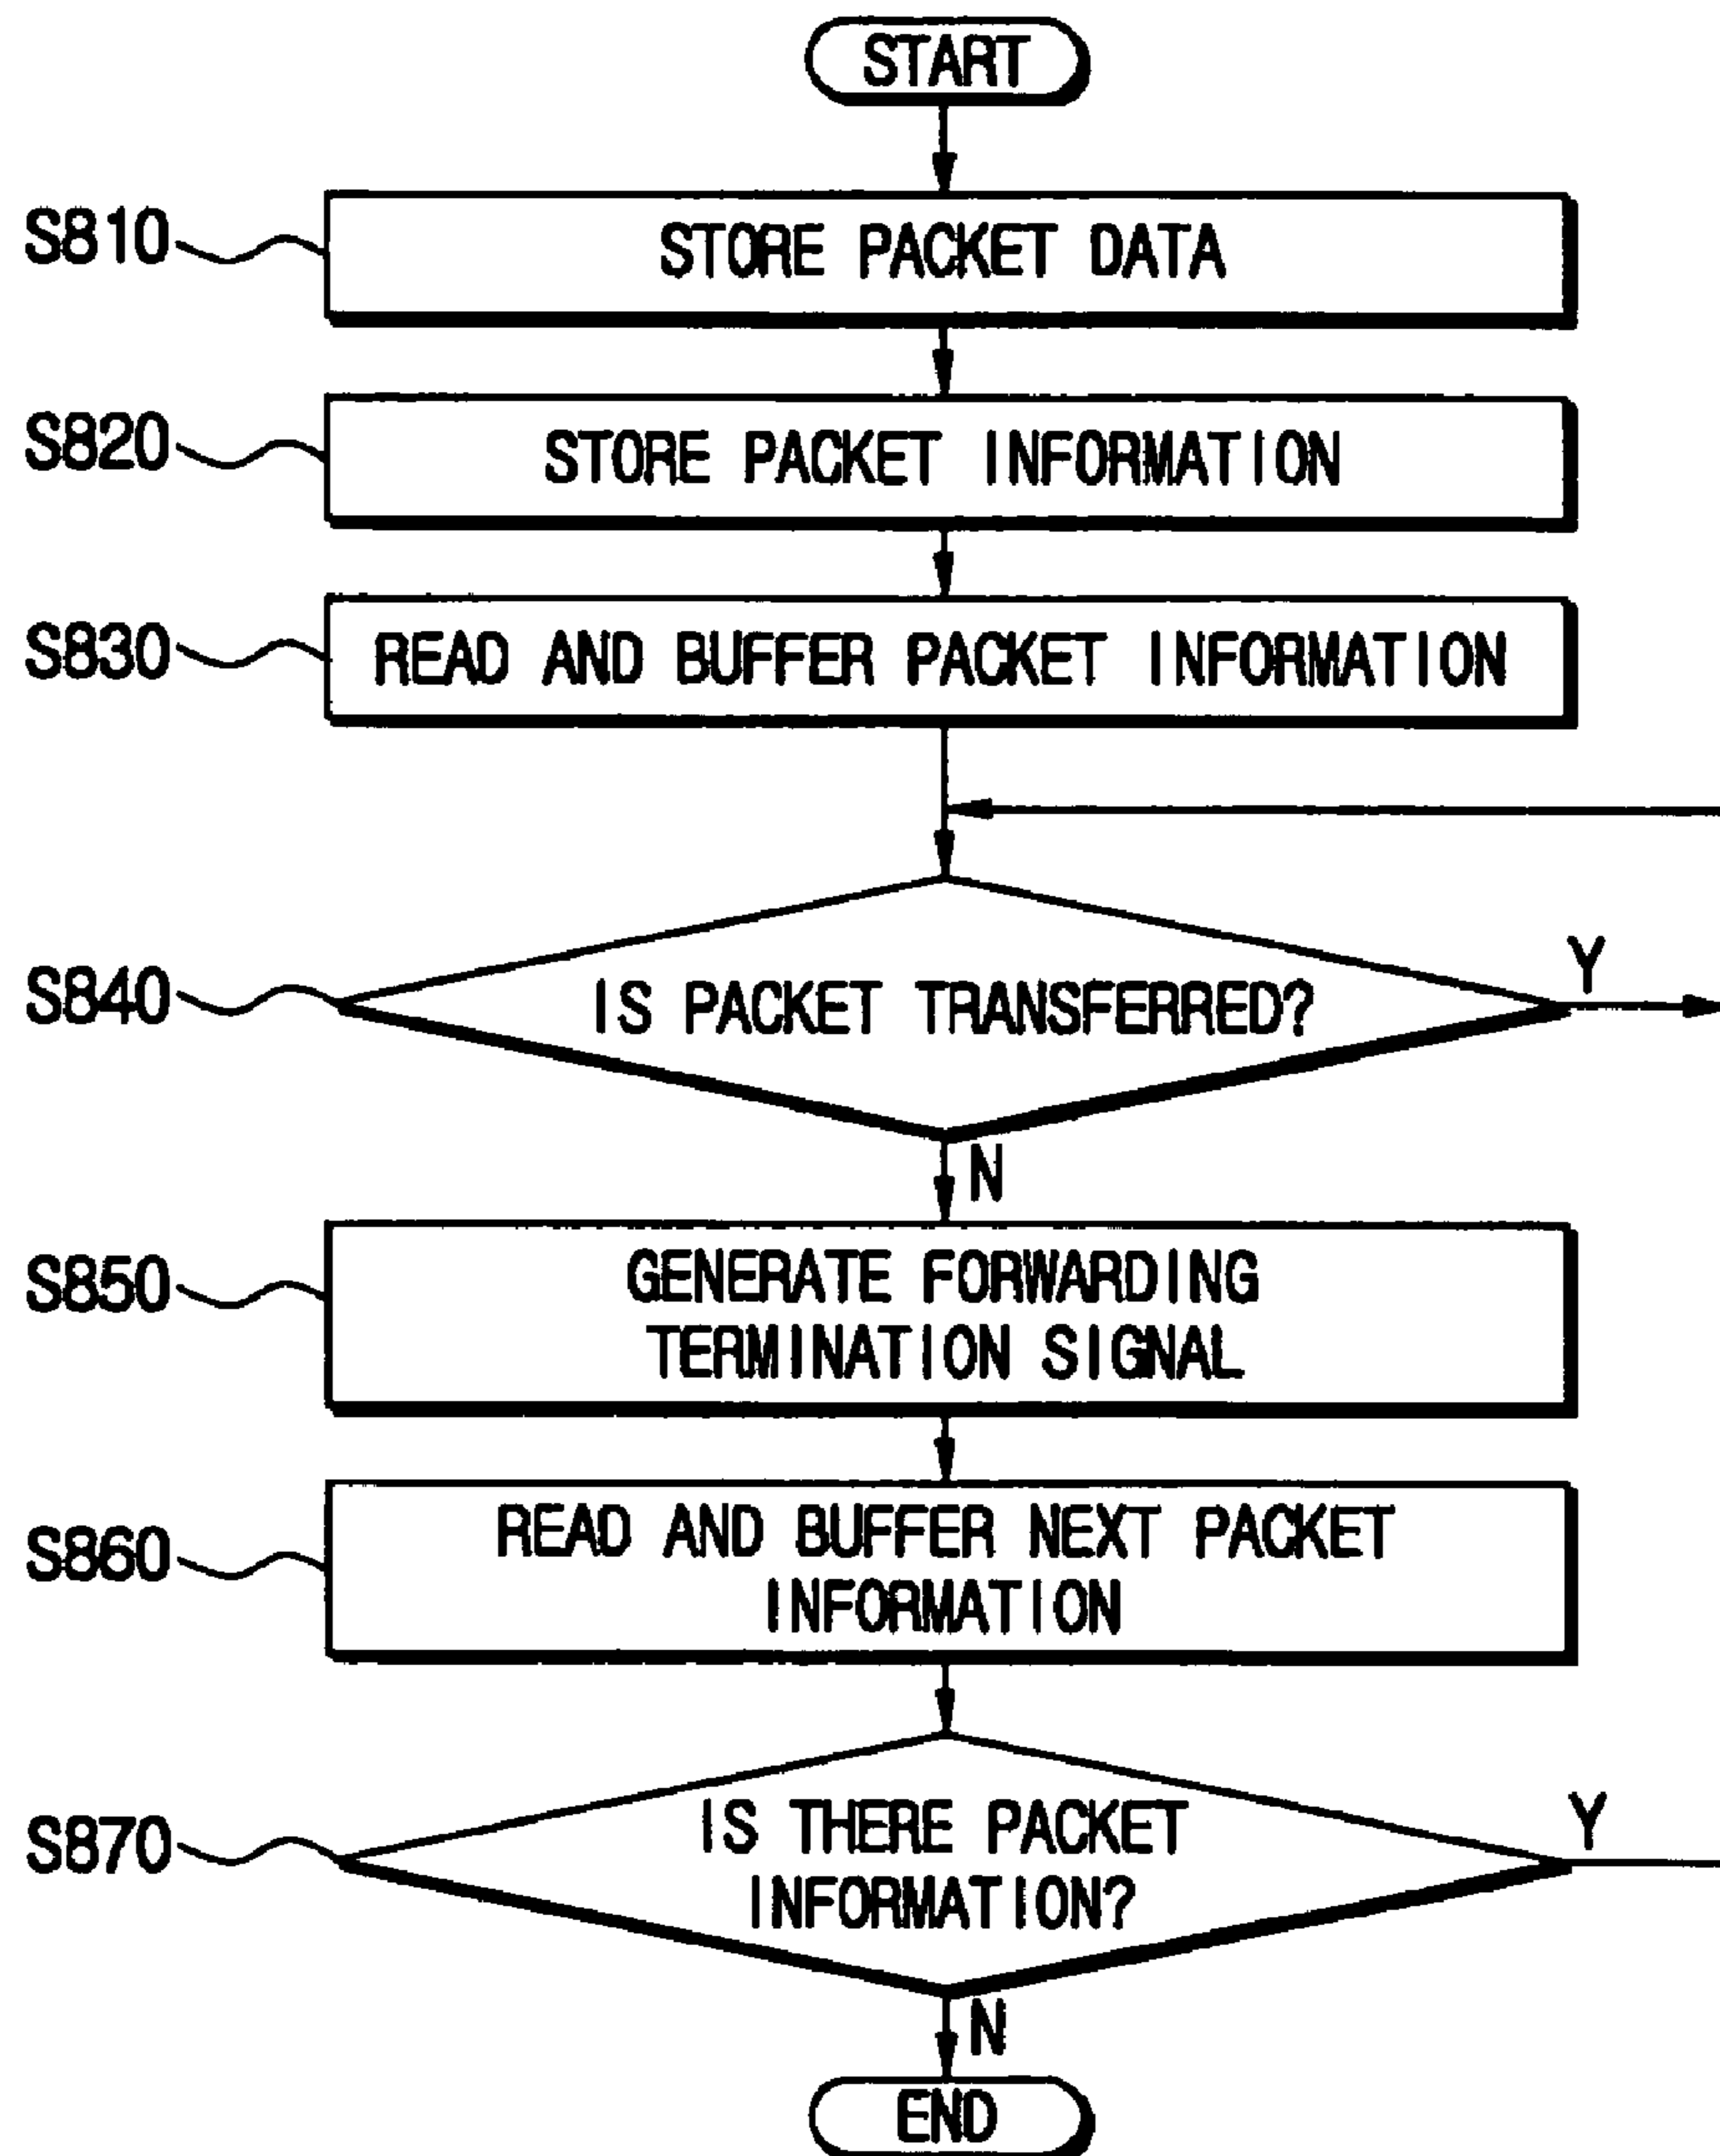 START
S810
STORE PACKET DATA
S820
STORE PACKET INFORMATION
S830
READ AND BUFFER PACKET INFORMATION
S840
IS PACKET TRANSFERRED?
Y
N
S850
GENERATE FORWARDING
TERMINATION SIGNAL
S860
READ AND BUFFER NEXT PACKET
INFORMATION
S870
IS THERE PACKET
INFORMATION?
Y
N
END